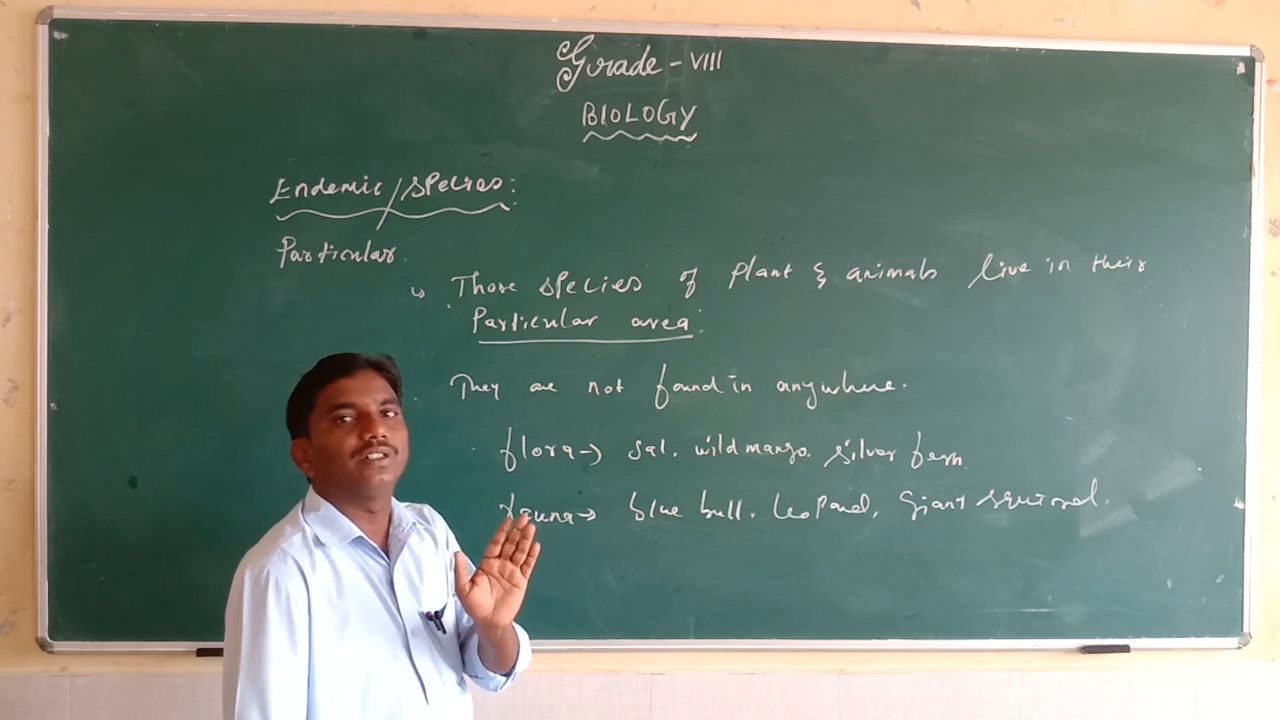 Grade - VIII
BIOLOGY
Endemic / species:
Particular.
Those species of plant & animals live in their
Particular area:
They are not found in anywhere.
flora → sal, wild mango, silver fern
fauna → blue bull, leopard, Giant squirrel.